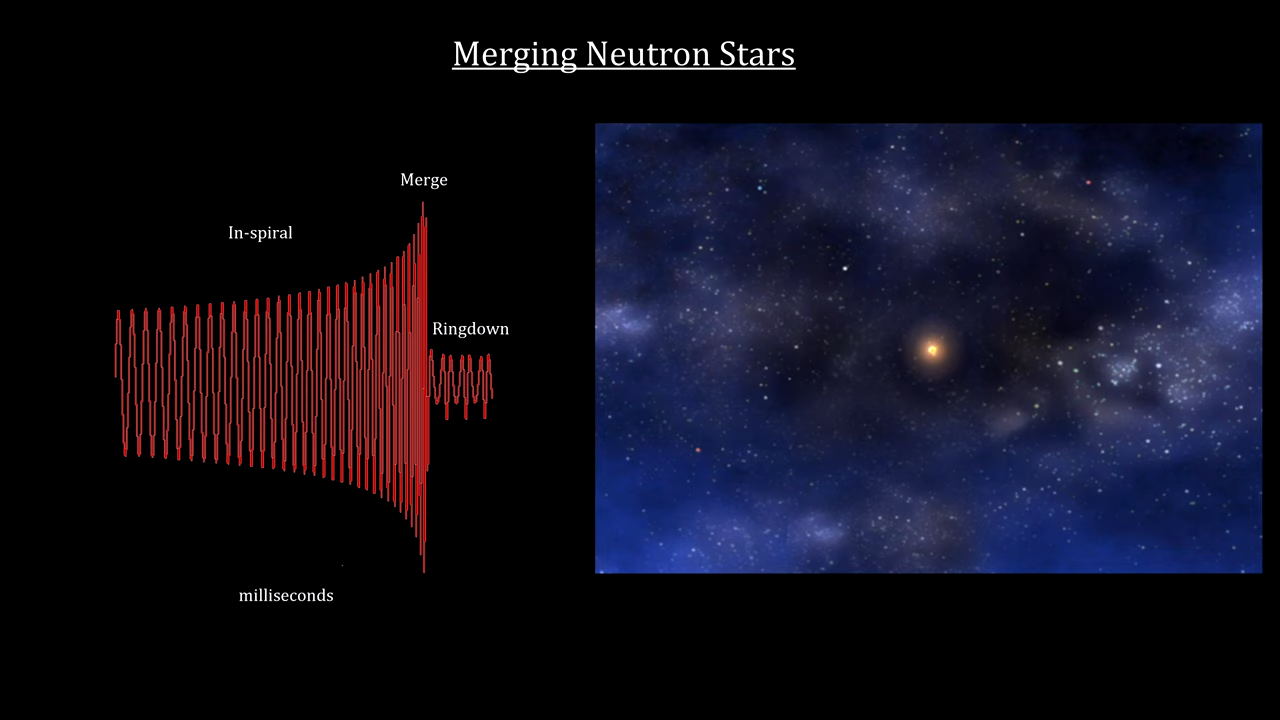 Merging Neutron Stars
Merge
In-spiral
Ringdown
milliseconds